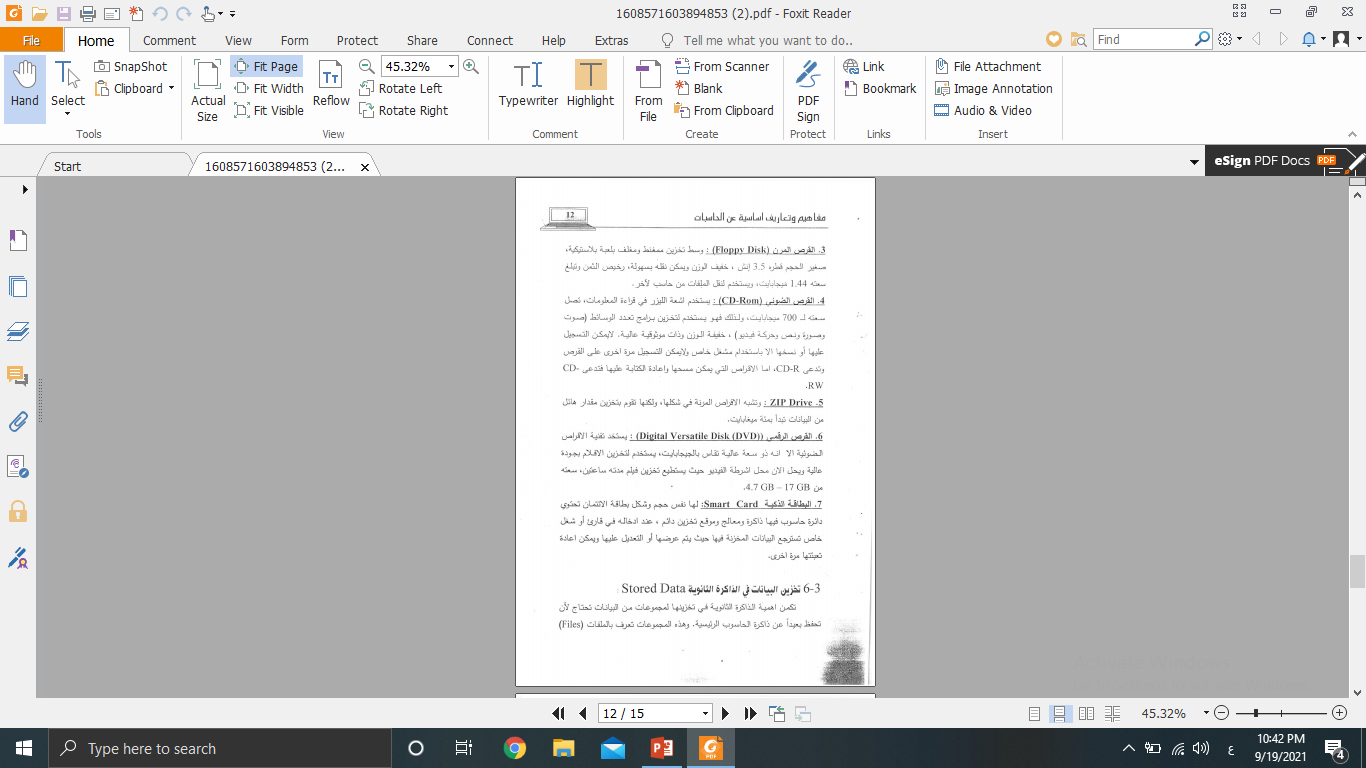 1608571603894853 (2).pdf - Foxit Reader
File Home Comment View Form Protect Share Connect Help Extras Tell me what you want to do.. Find
Hand Select SnapShot Clipboard
Tools
Actual Size Fit Page Fit Width Fit Visible Reflow 45.32% Rotate Left Rotate Right
View
Typewriter Highlight
Comment
From File From Scanner Blank From Clipboard
Create
PDF Sign
Protect
Link Bookmark
Links
File Attachment Image Annotation Audio & Video
Insert
Start 1608571603894853 (2... eSign PDF Docs PDF
12 مفاهيم وتعاريف اساسية عن الحاسبات
3. القرص المرن (Floppy Disk) : وسط تخزين ممغنط ومغلف بلعبة بلاستيكية،
صغير الحجم قطره 3.5 إنش ، خفيف الوزن ويمكن نقله بسهولة، رخيص الثمن وتبلغ
سعته 1.44 ميجابايت، ويستخدم لنقل الملفات من حاسب لآخر.
4. القرص الضوئي (CD-Rom) : يستخدم اشعة الليزر في قراءة المعلومات، تصل
سعته لـ 700 ميجابايت، ولذلك فهو يستخدم لتخزين برامج تعدد الوسائط (صوت
وصورة ونص وحركة فيديو) ، خفيفة الوزن وذات موثوقية عالية. لايمكن التسجيل
عليها أو نسخها الا باستخدام مشغل خاص ولايمكن التسجيل مرة اخرى على القرص
وتدعى CD-R، اما الاقراص التي يمكن مسحها واعادة الكتابة عليها فتدعى CD-
RW.
5. ZIP Drive : وتشبه الاقراص المرنة في شكلها، ولكنها تقوم بتخزين مقدار هائل
من البيانات تبدأ بمئة ميغابايت.
6. القرص الرقمي (Digital Versatile Disk (DVD)) : يستخد تقنية الاقراص
الضوئية الا انه ذو سعة عالية تقاس بالجيجابايت، يستخدم لتخزين الافلام بجودة
عالية ويحل الان محل اشرطة الفيديو حيث يستطيع تخزين فيلم مدته ساعتين، سعته
من 4.7 GB – 17 GB.
7. البطاقة الذكية Smart Card: لها نفس حجم وشكل بطاقة الائتمان تحتوي
دائرة حاسوب فيها ذاكرة ومعالج وموقع تخزين دائم ، عند ادخاله في قارئ أو شغل
خاص تسترجع البيانات المخزنة فيها حيث يتم عرضها أو التعديل عليها ويمكن اعادة
تعبئتها مرة اخرى.
6-3 تخزين البيانات في الذاكرة الثانوية Stored Data :
تكمن اهمية الذاكرة الثانوية في تخزينها لمجموعات من البيانات تحتاج لأن
تحفظ بعيداً عن ذاكرة الحاسوب الرئيسية. وهذه المجموعات تعرف بالملفات (Files)
12 / 15 45.32%
Type here to search ع 10:42 PM
9/19/2021 4